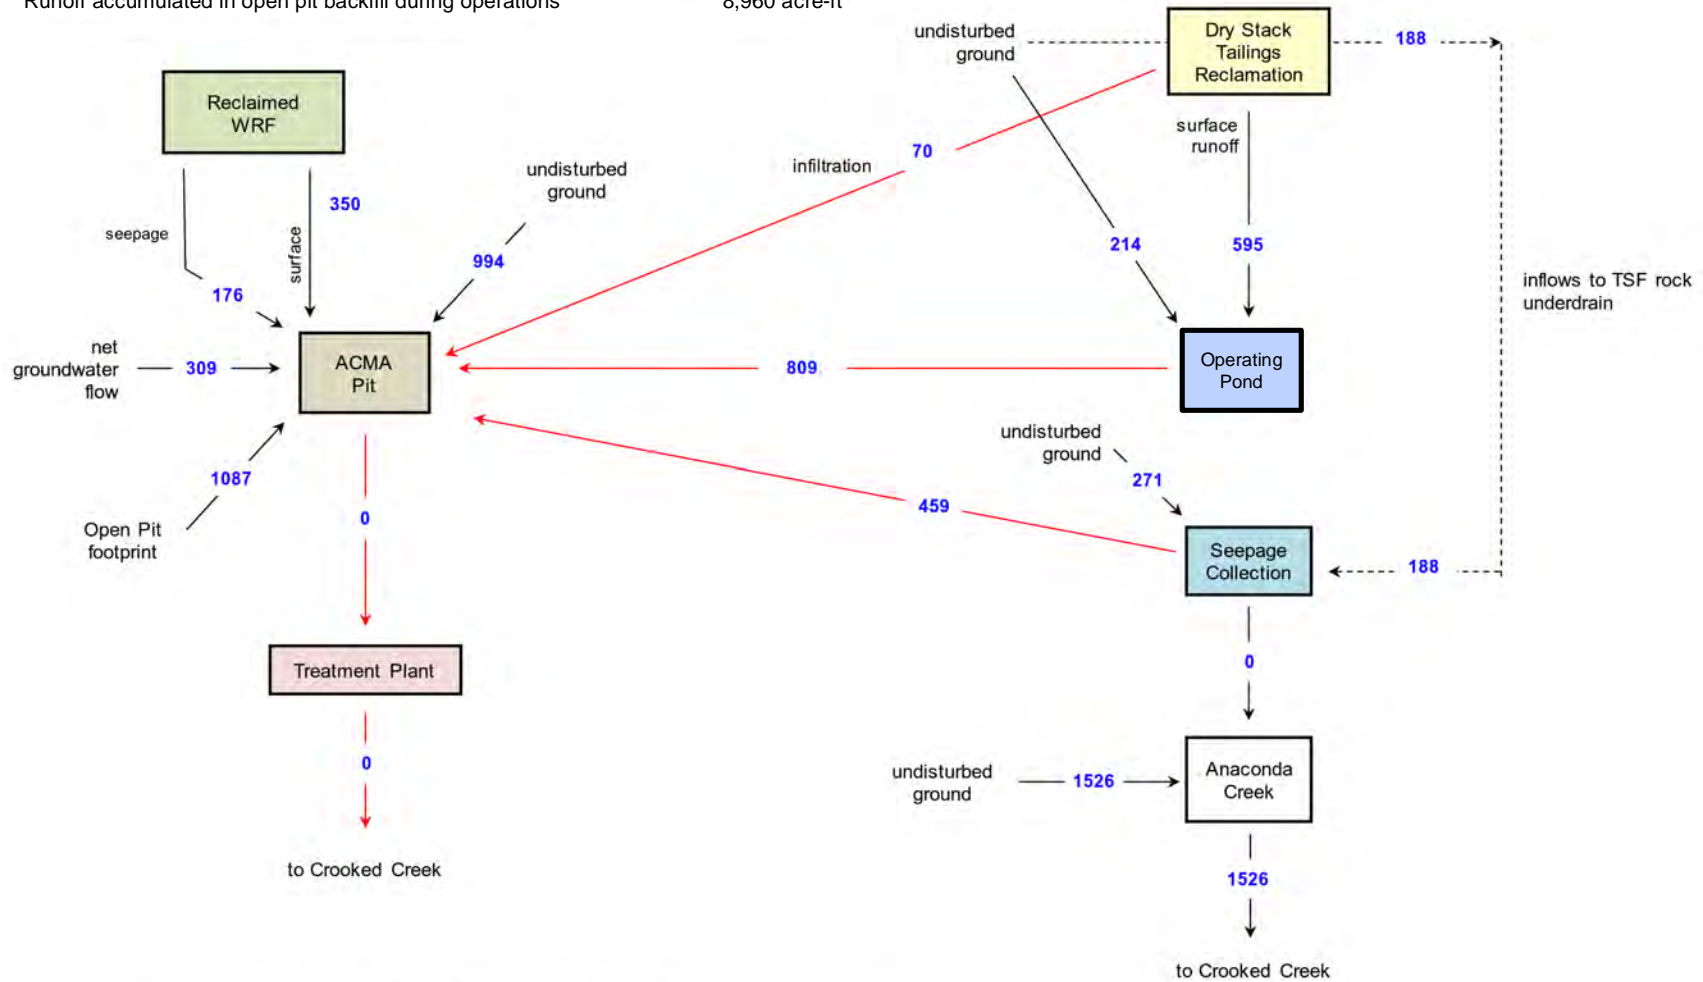 Runoff accumulated in open pit backfill during operations 8,960 acre-ft
undisturbed
ground
Dry Stack
Tailings
Reclamation
188
Reclaimed
WRF
surface
runoff
70
infiltration
undisturbed
ground
350
seepage
surface
994
214
595
176
inflows to TSF rock
underdrain
net
groundwater
flow
309
ACMA
Pit
809
Operating
Pond
undisturbed
ground
271
1087
459
Open Pit
footprint
0
Seepage
Collection
188
0
Treatment Plant
0
undisturbed
ground
1526
Anaconda
Creek
to Crooked Creek
1526
to Crooked Creek